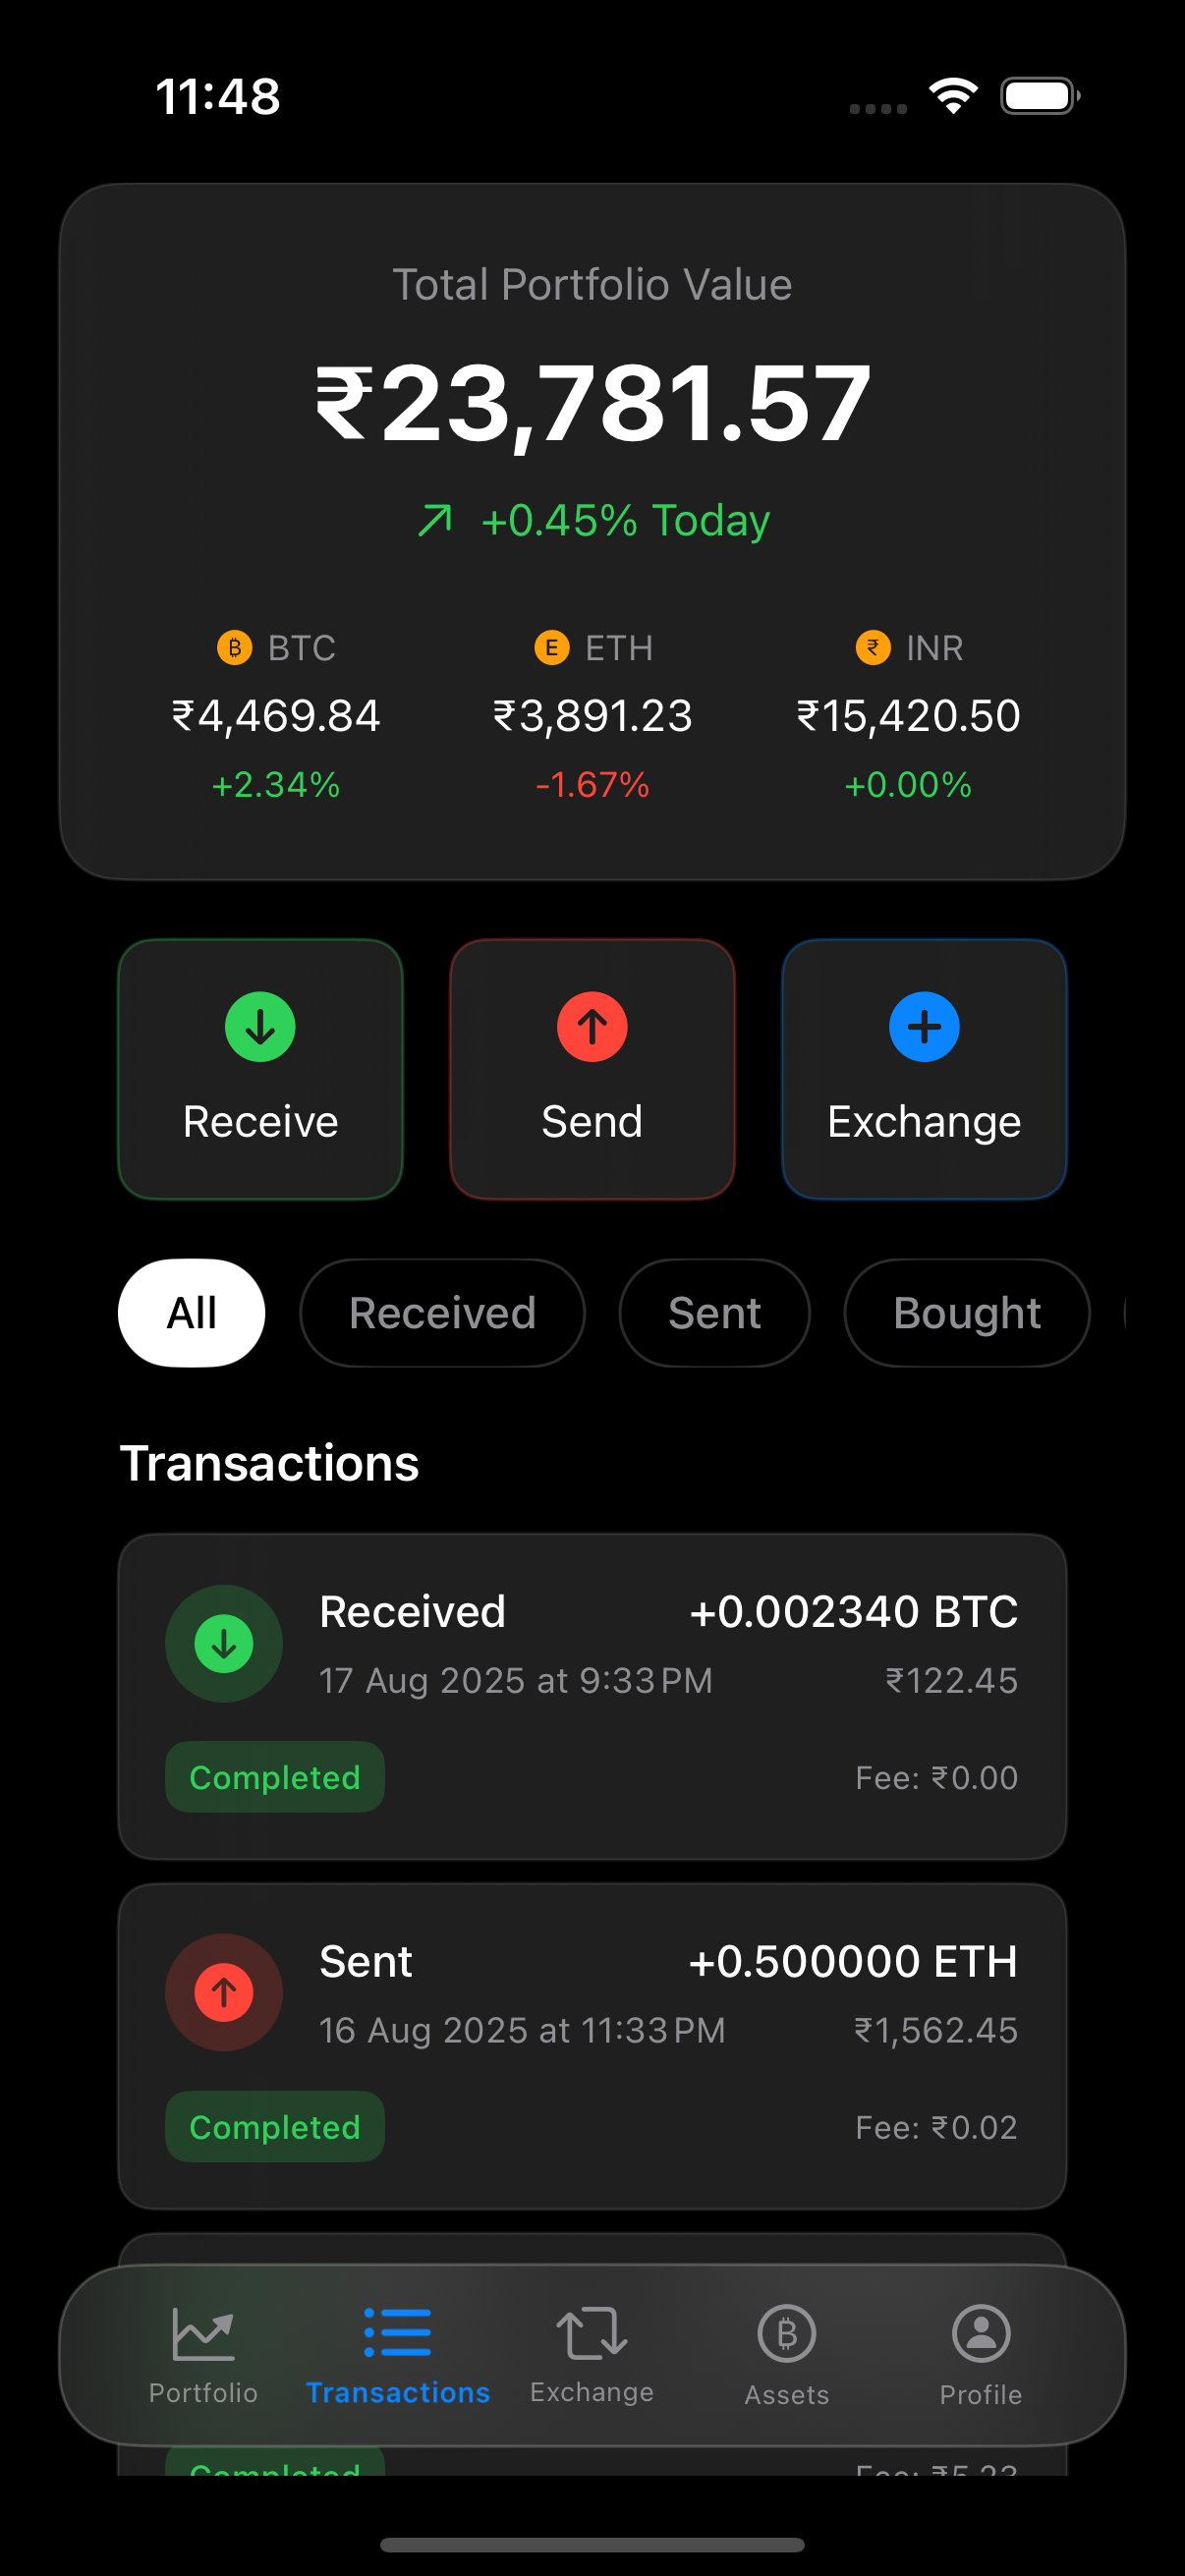 11:48
Total Portfolio Value
₹23,781.57
+0.45% Today
₿ BTC
E ETH
₹ INR
₹4,469.84
₹3,891.23
₹15,420.50
+2.34%
-1.67%
+0.00%
Receive
Send
Exchange
All
Received
Sent
Bought
Transactions
Received
+0.002340 BTC
17 Aug 2025 at 9:33 PM
₹122.45
Completed
Fee: ₹0.00
Sent
+0.500000 ETH
16 Aug 2025 at 11:33 PM
₹1,562.45
Completed
Fee: ₹0.02
Portfolio
Transactions
Exchange
Assets
Profile
Completed
Fee: ₹5.23